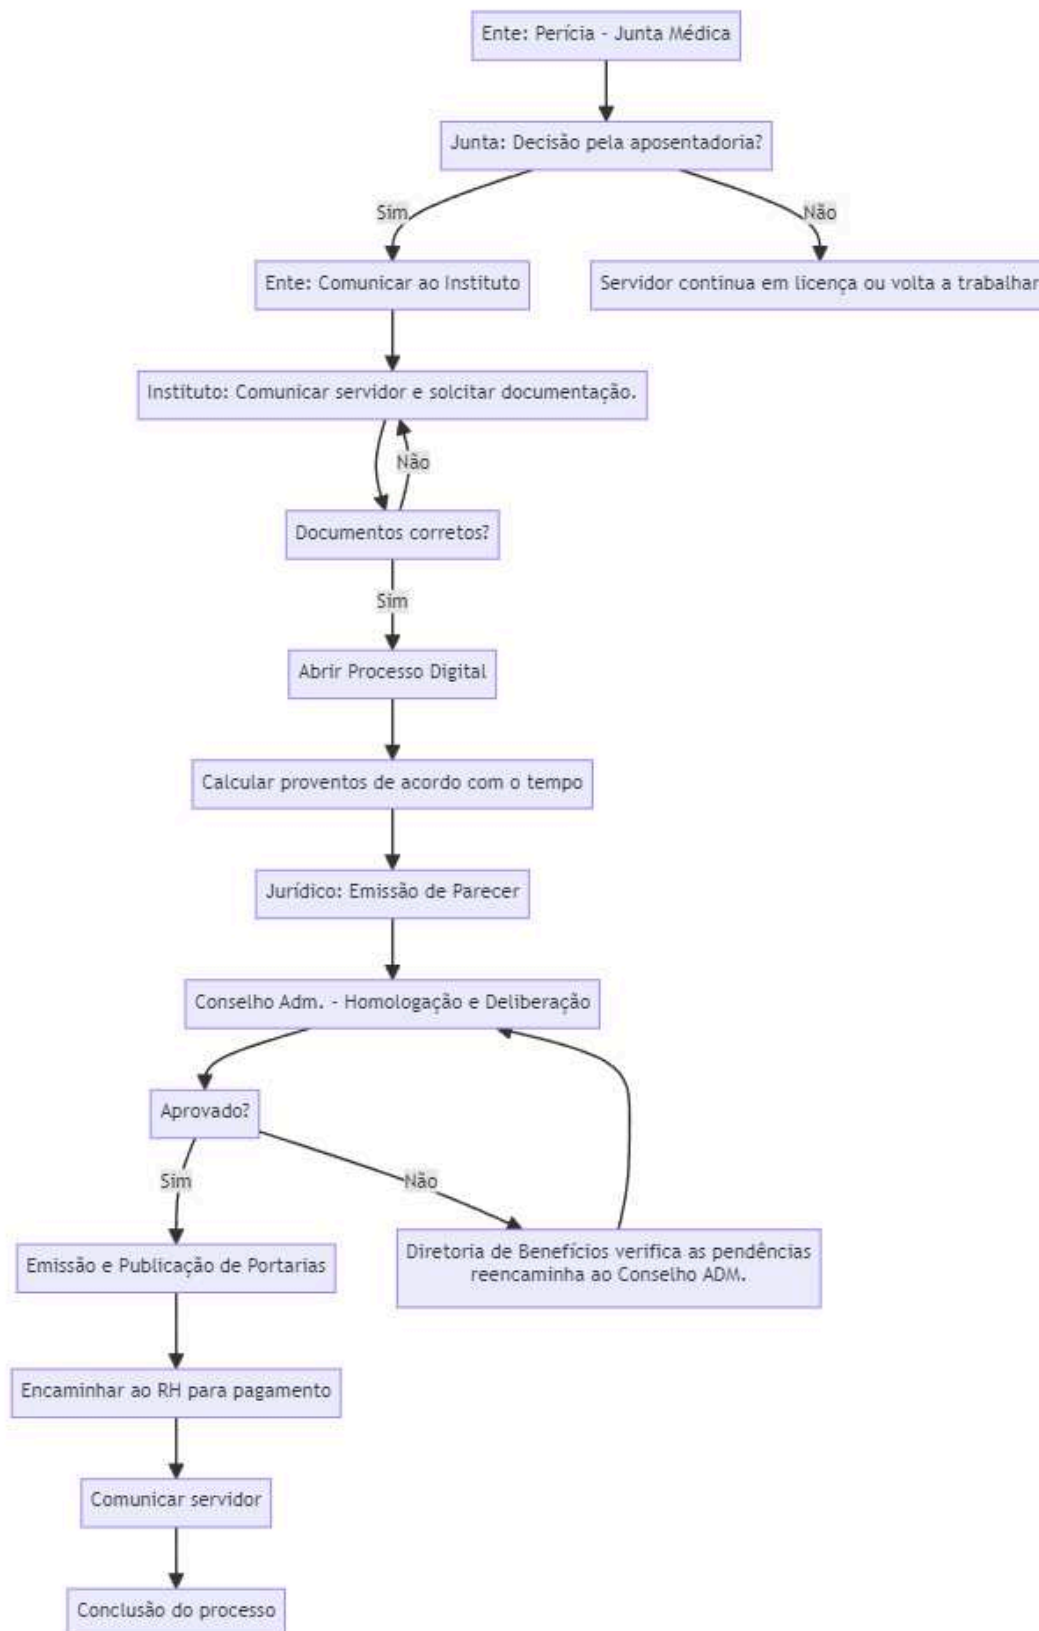 Ente: Perícia - Junta Médica
Junta: Decisão pela aposentadoria?
Sim
Não
Ente: Comunicar ao Instituto
Servidor continua em licença ou volta a trabalhar
Instituto: Comunicar servidor e solcitar documentação.
Não
Documentos corretos?
Sim
Abrir Processo Digital
Calcular proventos de acordo com o tempo
Jurídico: Emissão de Parecer
Conselho Adm. - Homologação e Deliberação
Aprovado?
Sim
Não
Emissão e Publicação de Portarias
Diretoria de Benefícios verifica as pendências
reencaminha ao Conselho ADM.
Encaminhar ao RH para pagamento
Comunicar servidor
Conclusão do processo